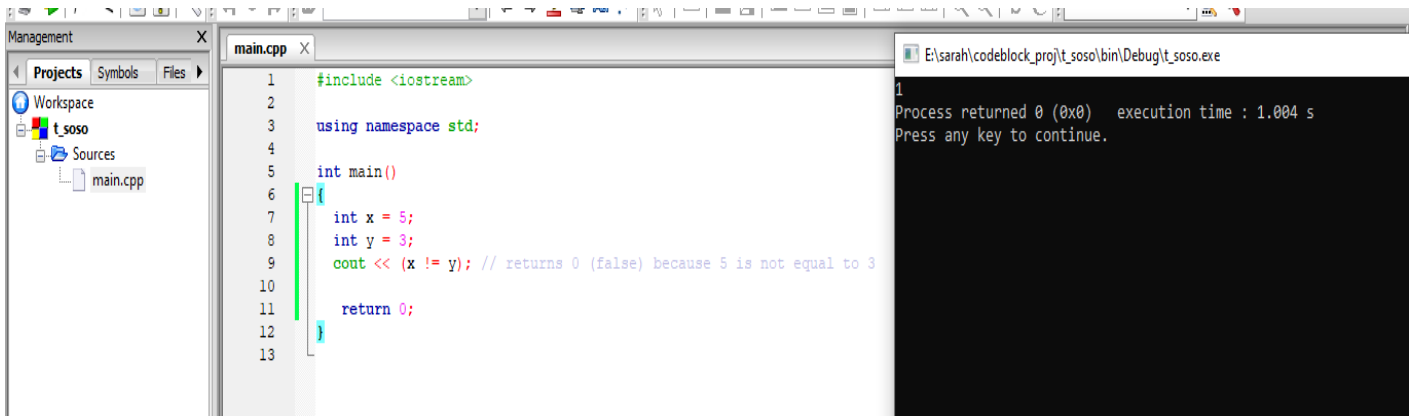 Management X
Projects Symbols Files
Workspace
t_soso
Sources
main.cpp
main.cpp X
1 #include <iostream>
2
3 using namespace std;
4
5 int main()
6 {
7 int x = 5;
8 int y = 3;
9 cout << (x != y); // returns 0 (false) because 5 is not equal to 3
10
11 return 0;
12 }
13
E:\sarah\codeblock_proj\t_soso\bin\Debug\t_soso.exe
1
Process returned 0 (0x0) execution time : 1.004 s
Press any key to continue.